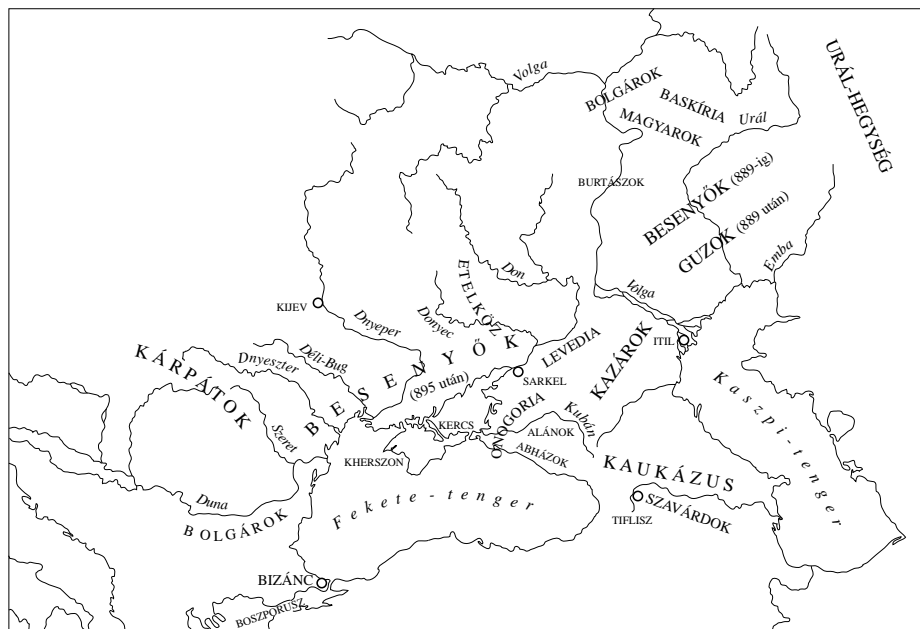 Volga
BOLGÁROK
BASKÍRIA
MAGYAROK
Urál
URÁL-HEGYSÉG
BURTÁSZOK
BESENYŐK (889-ig)
GUZOK (889 után)
Emba
ETELKÖZ
Don
Volga
KIJEV
Dnyeper
Donyec
ITIL
LEVEDIA
KAZÁROK
KÁRPÁTOK
Dnyeszter
Déli-Bug
BESENYŐK
(895 után)
SARKEL
Kaszpi-tenger
Szeret
KERCS
ONOGORIA
Kubán
ALÁNOK
ABHÁZOK
KHERSZON
KAUKÁZUS
Duna
BOLGÁROK
Fekete-tenger
SZAVÁRDOK
TIFLISZ
BIZÁNC
BOSZPORUSZ